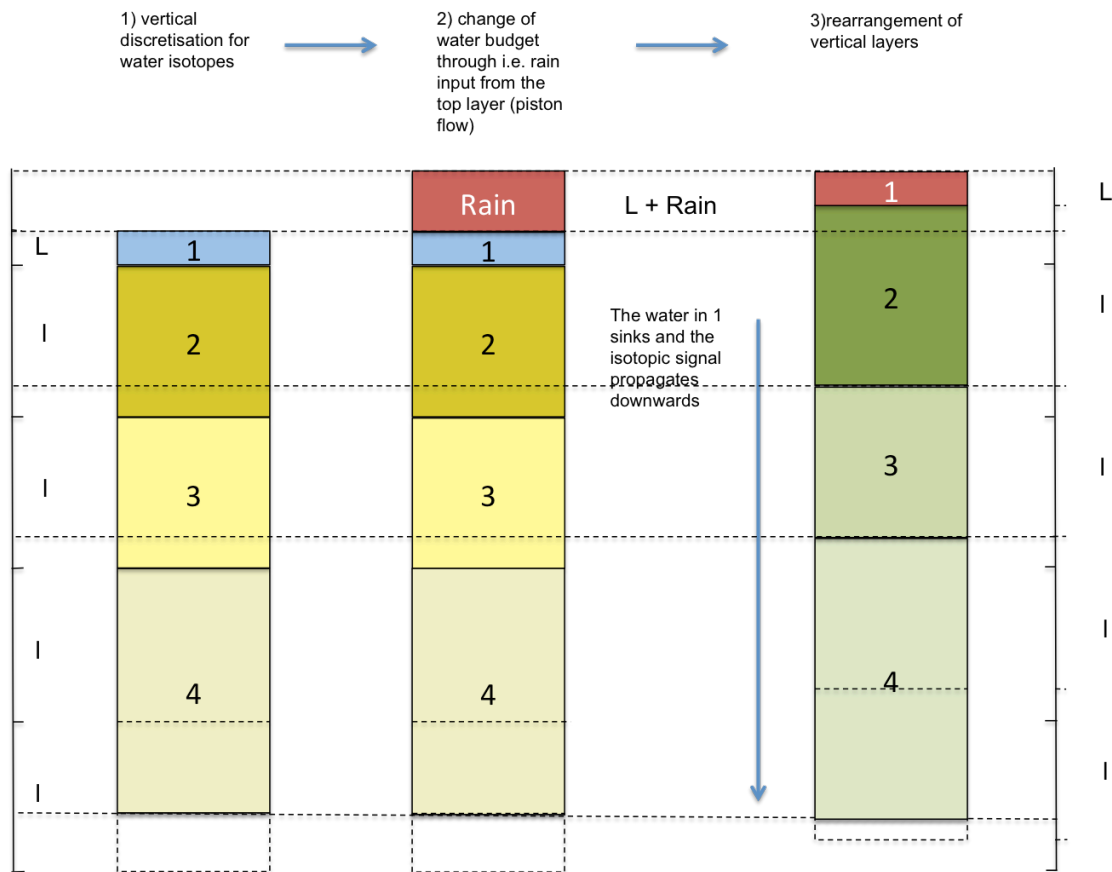 1) vertical
discretisation for
water isotopes
2) change of
water budget
through i.e. rain
input from the
top layer (piston
flow)
3)rearrangement of
vertical layers
Rain
L + Rain
1
L
L
1
1
2
I
The water in 1
sinks and the
isotopic signal
propagates
downwards
I
2
2
3
I
I
3
3
I
I
4
4
4
I
I